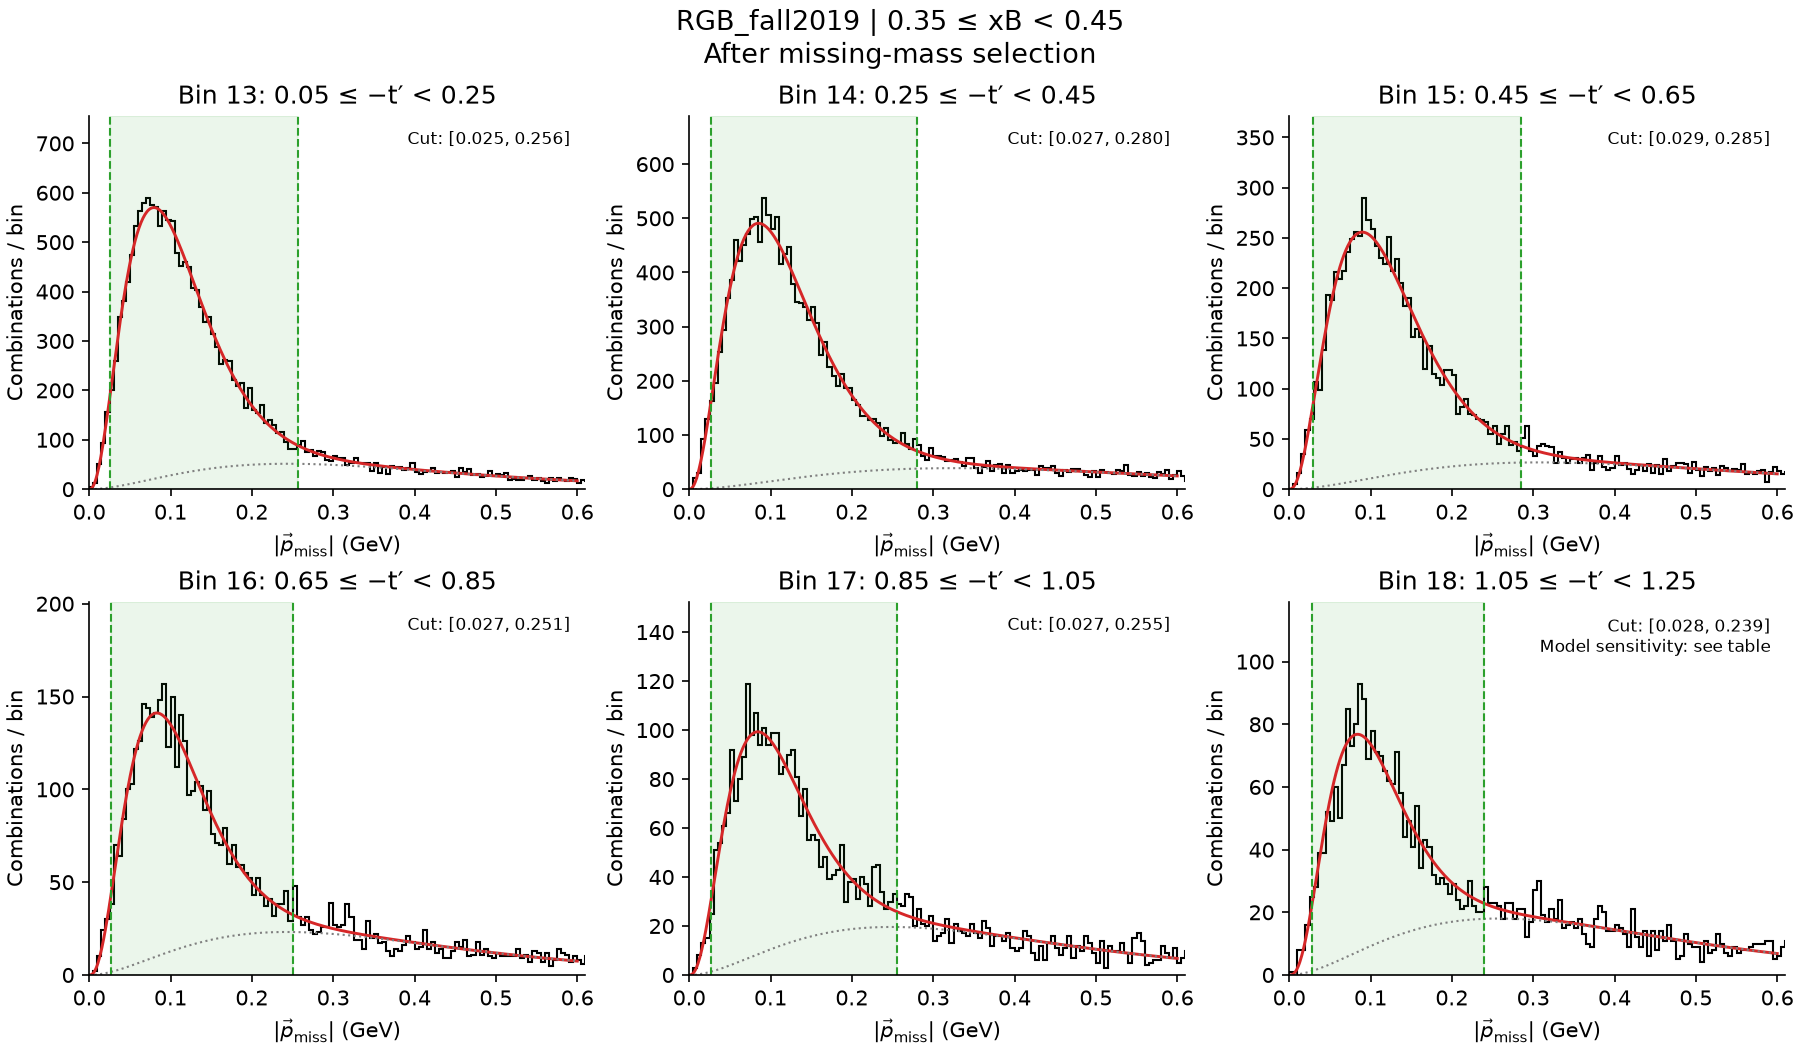 RGB_fall2019 | 0.35 ≤ xB < 0.45
After missing-mass selection
Bin 13: 0.05 ≤ −t′ < 0.25
Cut: [0.025, 0.256]
Combinations / bin
700
600
500
400
300
200
100
0
0.0 0.1 0.2 0.3 0.4 0.5 0.6
|p⃗miss| (GeV)
Bin 14: 0.25 ≤ −t′ < 0.45
Cut: [0.027, 0.280]
Combinations / bin
600
500
400
300
200
100
0
0.0 0.1 0.2 0.3 0.4 0.5 0.6
|p⃗miss| (GeV)
Bin 15: 0.45 ≤ −t′ < 0.65
Cut: [0.029, 0.285]
Combinations / bin
350
300
250
200
150
100
50
0
0.0 0.1 0.2 0.3 0.4 0.5 0.6
|p⃗miss| (GeV)
Bin 16: 0.65 ≤ −t′ < 0.85
Cut: [0.027, 0.251]
Combinations / bin
200
150
100
50
0
0.0 0.1 0.2 0.3 0.4 0.5 0.6
|p⃗miss| (GeV)
Bin 17: 0.85 ≤ −t′ < 1.05
Cut: [0.027, 0.255]
Combinations / bin
140
120
100
80
60
40
20
0
0.0 0.1 0.2 0.3 0.4 0.5 0.6
|p⃗miss| (GeV)
Bin 18: 1.05 ≤ −t′ < 1.25
Cut: [0.028, 0.239]
Model sensitivity: see table
Combinations / bin
100
80
60
40
20
0
0.0 0.1 0.2 0.3 0.4 0.5 0.6
|p⃗miss| (GeV)